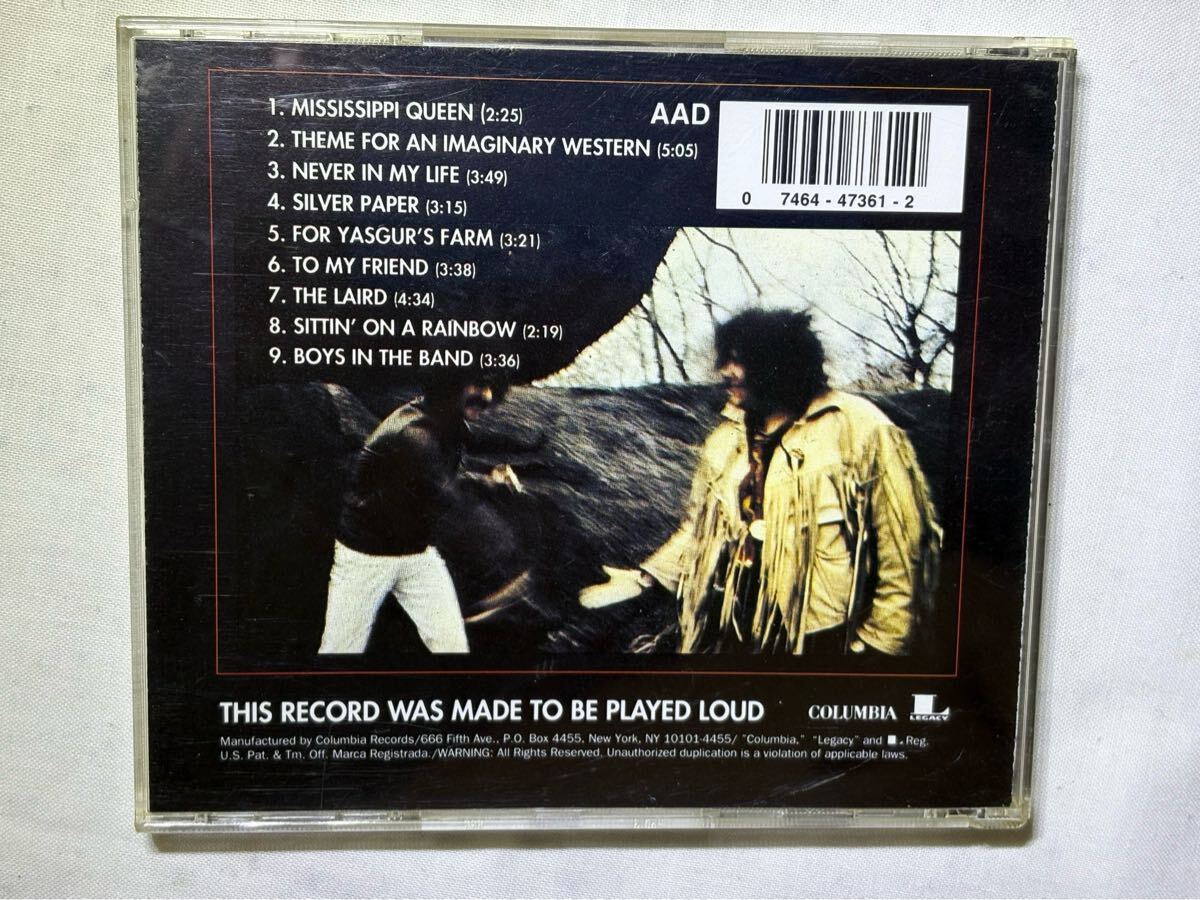 1. MISSISSIPPI QUEEN (2:25)
2. THEME FOR AN IMAGINARY WESTERN (5:05)
3. NEVER IN MY LIFE (3:49)
4. SILVER PAPER (3:15)
5. FOR YASGUR'S FARM (3:21)
6. TO MY FRIEND (3:38)
7. THE LAIRD (4:34)
8. SITTIN' ON A RAINBOW (2:19)
9. BOYS IN THE BAND (3:36)
AAD
0 7464 - 47361 - 2
THIS RECORD WAS MADE TO BE PLAYED LOUD
COLUMBIA
L LEGACY
Manufactured by Columbia Records/666 Fifth Ave., P.O. Box 4455, New York, NY 10101-4455/ "Columbia," "Legacy" and L. Reg.
U.S. Pat. & Tm. Off. Marca Registrada./WARNING: All Rights Reserved. Unauthorized duplication is a violation of applicable laws.